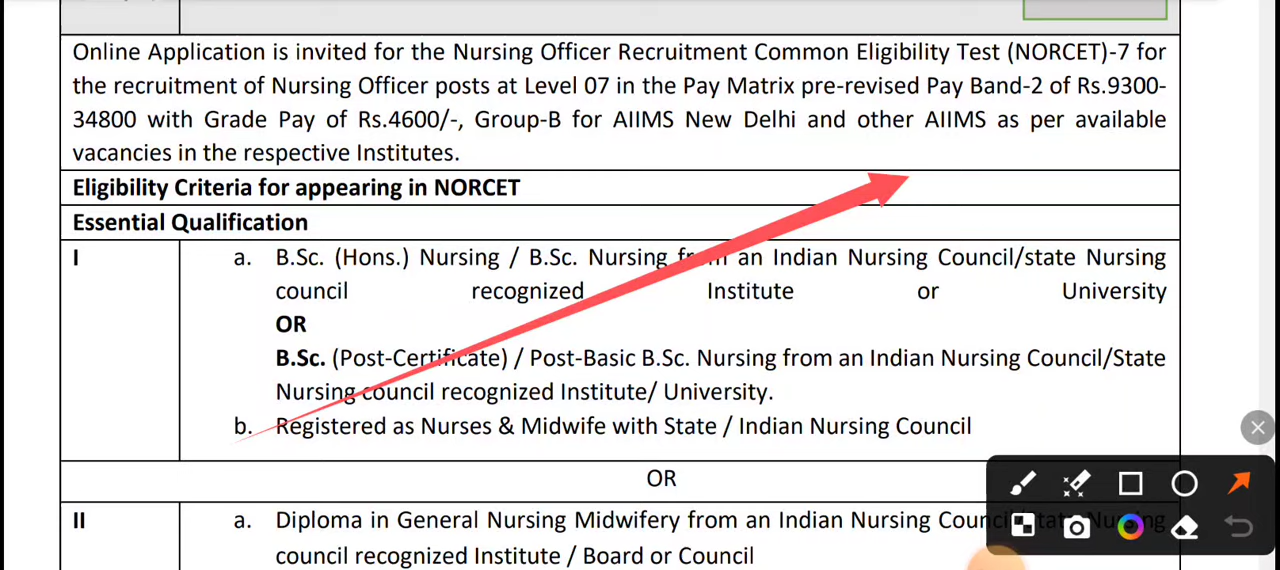 Online Application is invited for the Nursing Officer Recruitment Common Eligibility Test (NORCET)-7 for
the recruitment of Nursing Officer posts at Level 07 in the Pay Matrix pre-revised Pay Band-2 of Rs.9300-
34800 with Grade Pay of Rs.4600/-, Group-B for AIIMS New Delhi and other AIIMS as per available
vacancies in the respective Institutes.
Eligibility Criteria for appearing in NORCET
Essential Qualification
I a. B.Sc. (Hons.) Nursing / B.Sc. Nursing from an Indian Nursing Council/state Nursing
council recognized Institute or University
OR
B.Sc. (Post-Certificate) / Post-Basic B.Sc. Nursing from an Indian Nursing Council/State
Nursing council recognized Institute/ University.
b. Registered as Nurses & Midwife with State / Indian Nursing Council
OR
II a. Diploma in General Nursing Midwifery from an Indian Nursing Council/State Nursing
council recognized Institute / Board or Council